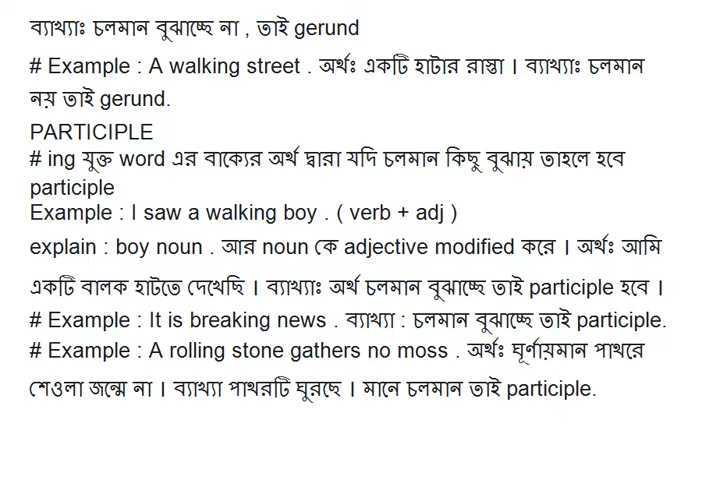 ব্যাখ্যাঃ চলমান বুঝাচ্ছে না , তাই gerund
# Example : A walking street . অর্থঃ একটি হাটার রাস্তা । ব্যাখ্যাঃ চলমান
নয় তাই gerund.
PARTICIPLE
# ing যুক্ত word এর বাক্যের অর্থ দ্বারা যদি চলমান কিছু বুঝায় তাহলে হবে
participle
Example : I saw a walking boy . ( verb + adj )
explain : boy noun . আর noun কে adjective modified করে । অর্থঃ আমি
একটি বালক হাটতে দেখেছি । ব্যাখ্যাঃ অর্থ চলমান বুঝাচ্ছে তাই participle হবে ।
# Example : It is breaking news . ব্যাখ্যা : চলমান বুঝাচ্ছে তাই participle.
# Example : A rolling stone gathers no moss . অর্থঃ ঘূর্ণায়মান পাথরে
শেওলা জন্মে না । ব্যাখ্যা পাথরটি ঘুরছে । মানে চলমান তাই participle.